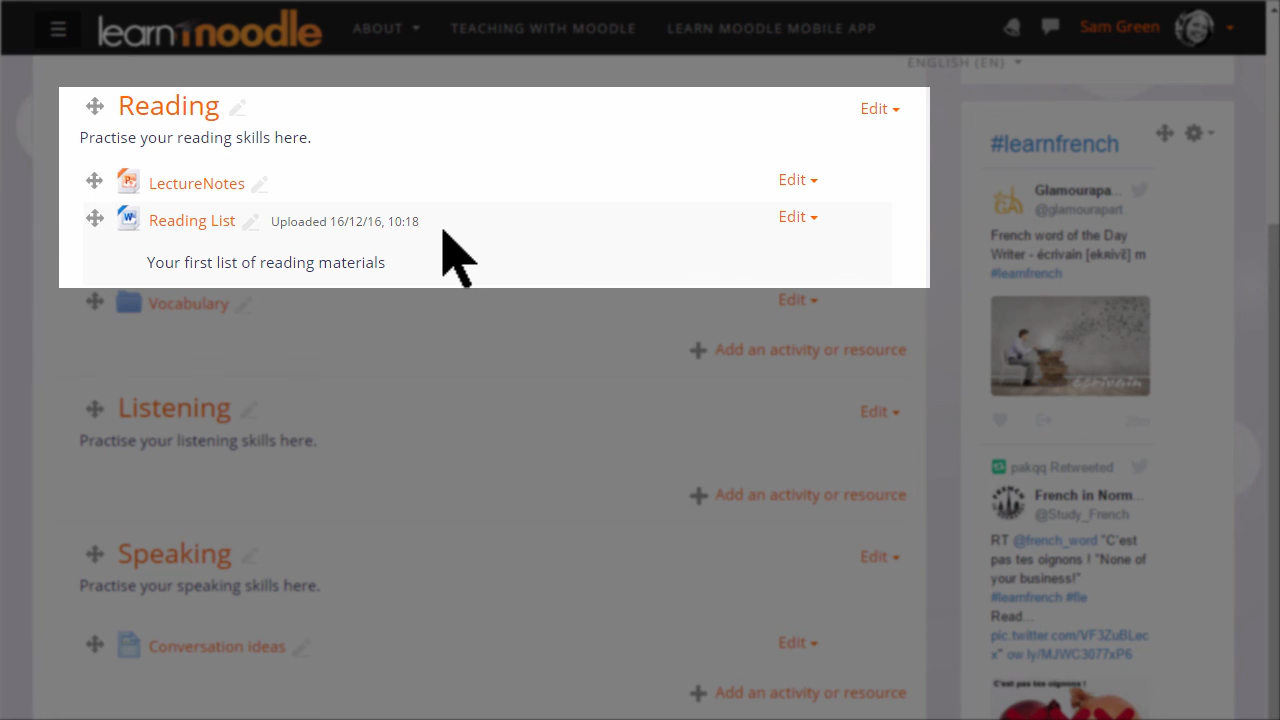 learn moodle
ABOUT
TEACHING WITH MOODLE
LEARN MOODLE MOBILE APP
Sam Green
ENGLISH (EN)
Reading
Edit
Practise your reading skills here.
LectureNotes
Edit
Reading List
Uploaded 16/12/16, 10:18
Edit
Your first list of reading materials
Vocabulary
Edit
Add an activity or resource
Listening
Edit
Practise your listening skills here.
Add an activity or resource
Speaking
Edit
Practise your speaking skills here.
Conversation ideas
Edit
Add an activity or resource
#learnfrench
Glamourapa...
@glamourapart
French word of the Day
Writer - écrivain [ekʀivɛ̃] m
#learnfrench
écrivain
pakqq Retweeted
French in Norm...
@Study_French
RT @french_word "C'est
pas tes oignons ! "None of
your business!"
#learnfrench #fle
Read...
pic.twitter.com/VF3ZuBLec
x" ow.ly/MJWC3077xP6
C'est pas tes oignons !